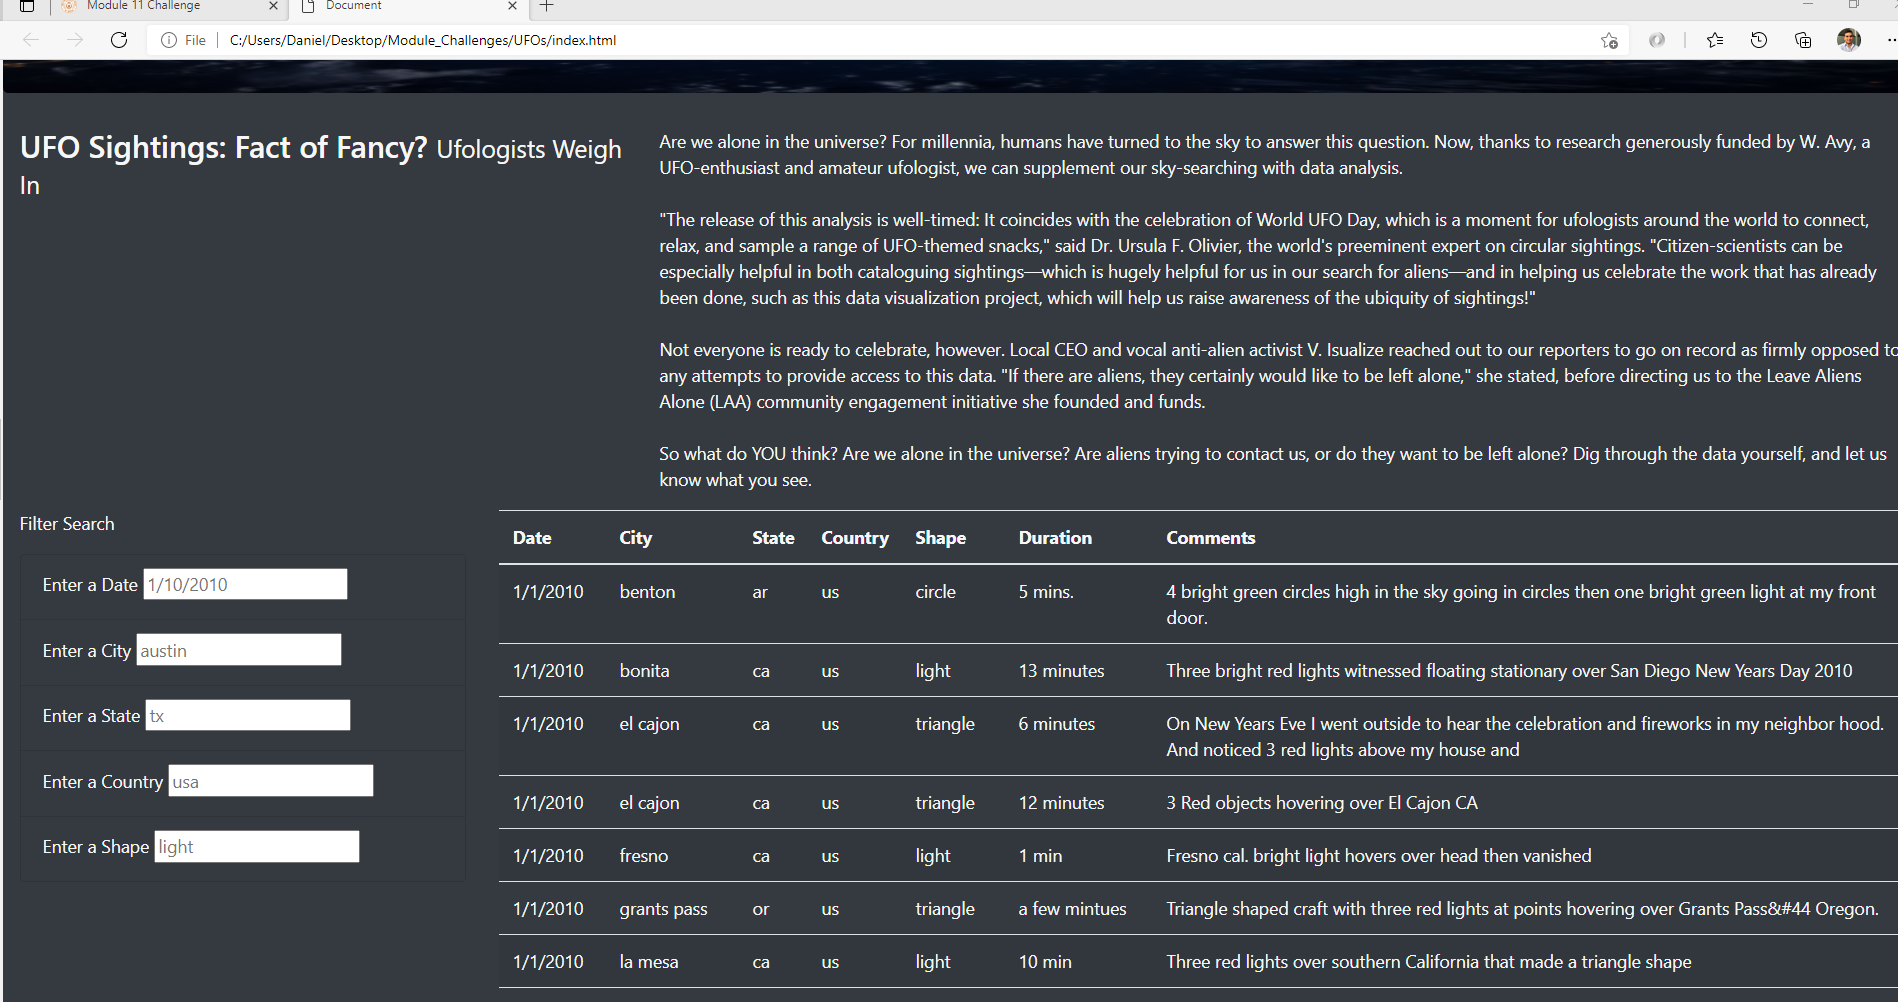 Module 11 Challenge
Document
File
C:/Users/Daniel/Desktop/Module_Challenges/UFOs/index.html
UFO Sightings: Fact of Fancy? Ufologists Weigh
In
Are we alone in the universe? For millennia, humans have turned to the sky to answer this question. Now, thanks to research generously funded by W. Avy, a
UFO-enthusiast and amateur ufologist, we can supplement our sky-searching with data analysis.
"The release of this analysis is well-timed: It coincides with the celebration of World UFO Day, which is a moment for ufologists around the world to connect,
relax, and sample a range of UFO-themed snacks," said Dr. Ursula F. Olivier, the world's preeminent expert on circular sightings. "Citizen-scientists can be
especially helpful in both cataloguing sightings—which is hugely helpful for us in our search for aliens—and in helping us celebrate the work that has already
been done, such as this data visualization project, which will help us raise awareness of the ubiquity of sightings!"
Not everyone is ready to celebrate, however. Local CEO and vocal anti-alien activist V. Isualize reached out to our reporters to go on record as firmly opposed to
any attempts to provide access to this data. "If there are aliens, they certainly would like to be left alone," she stated, before directing us to the Leave Aliens
Alone (LAA) community engagement initiative she founded and funds.
So what do YOU think? Are we alone in the universe? Are aliens trying to contact us, or do they want to be left alone? Dig through the data yourself, and let us
know what you see.
Filter Search
Enter a Date 1/10/2010
Enter a City austin
Enter a State tx
Enter a Country usa
Enter a Shape light
Date City State Country Shape Duration Comments
1/1/2010 benton ar us circle 5 mins. 4 bright green circles high in the sky going in circles then one bright green light at my front
door.
1/1/2010 bonita ca us light 13 minutes Three bright red lights witnessed floating stationary over San Diego New Years Day 2010
1/1/2010 el cajon ca us triangle 6 minutes On New Years Eve I went outside to hear the celebration and fireworks in my neighbor hood.
And noticed 3 red lights above my house and
1/1/2010 el cajon ca us triangle 12 minutes 3 Red objects hovering over El Cajon CA
1/1/2010 fresno ca us light 1 min Fresno cal. bright light hovers over head then vanished
1/1/2010 grants pass or us triangle a few mintues Triangle shaped craft with three red lights at points hovering over Grants Pass&#44 Oregon.
1/1/2010 la mesa ca us light 10 min Three red lights over southern California that made a triangle shape